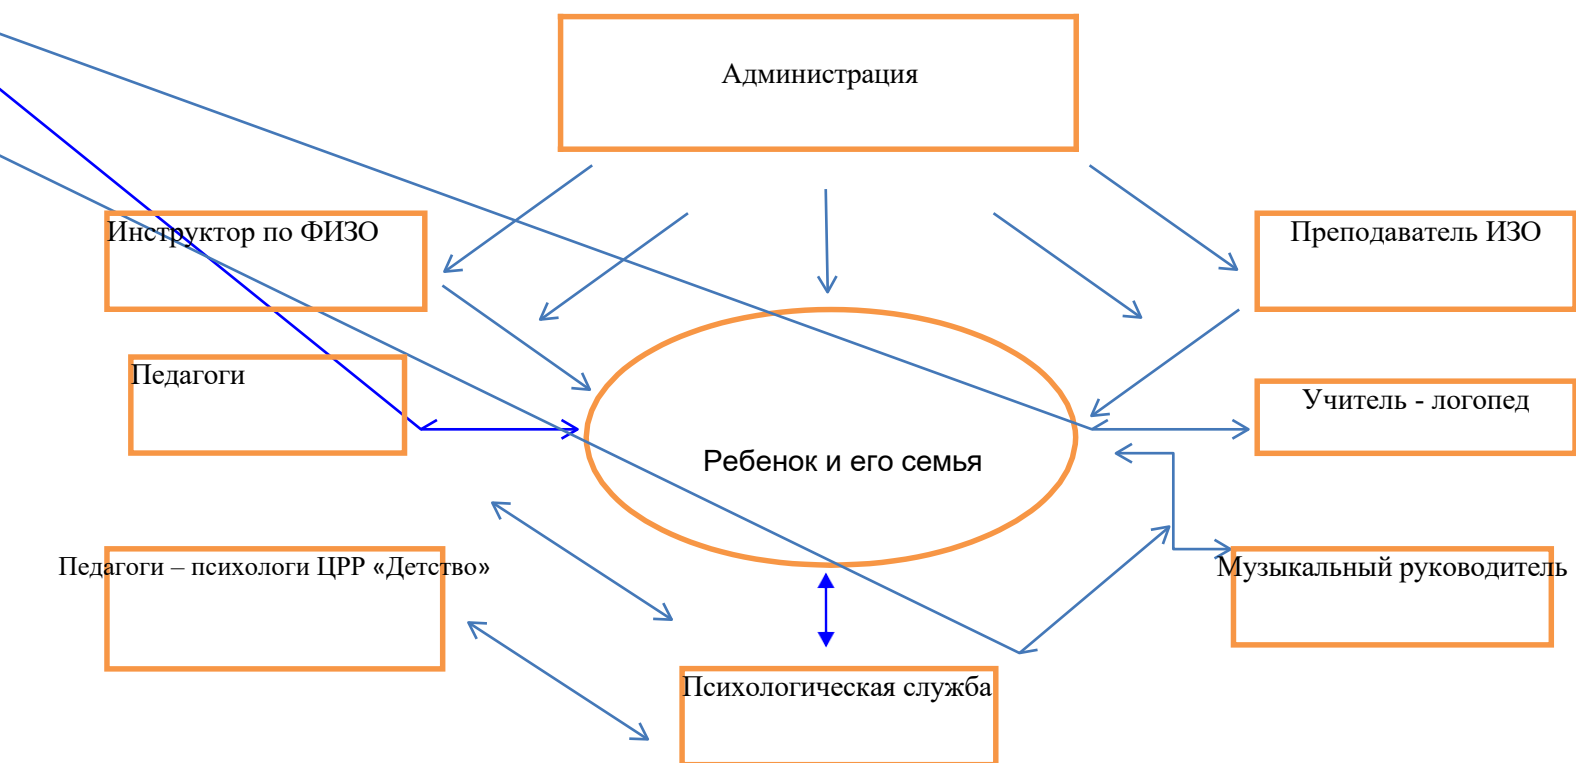 Администрация
Инструктор по ФИЗО
Преподаватель ИЗО
Педагоги
Учитель - логопед
Ребенок и его семья
Педагоги – психологи ЦРР «Детство»
Музыкальный руководитель
Психологическая служба